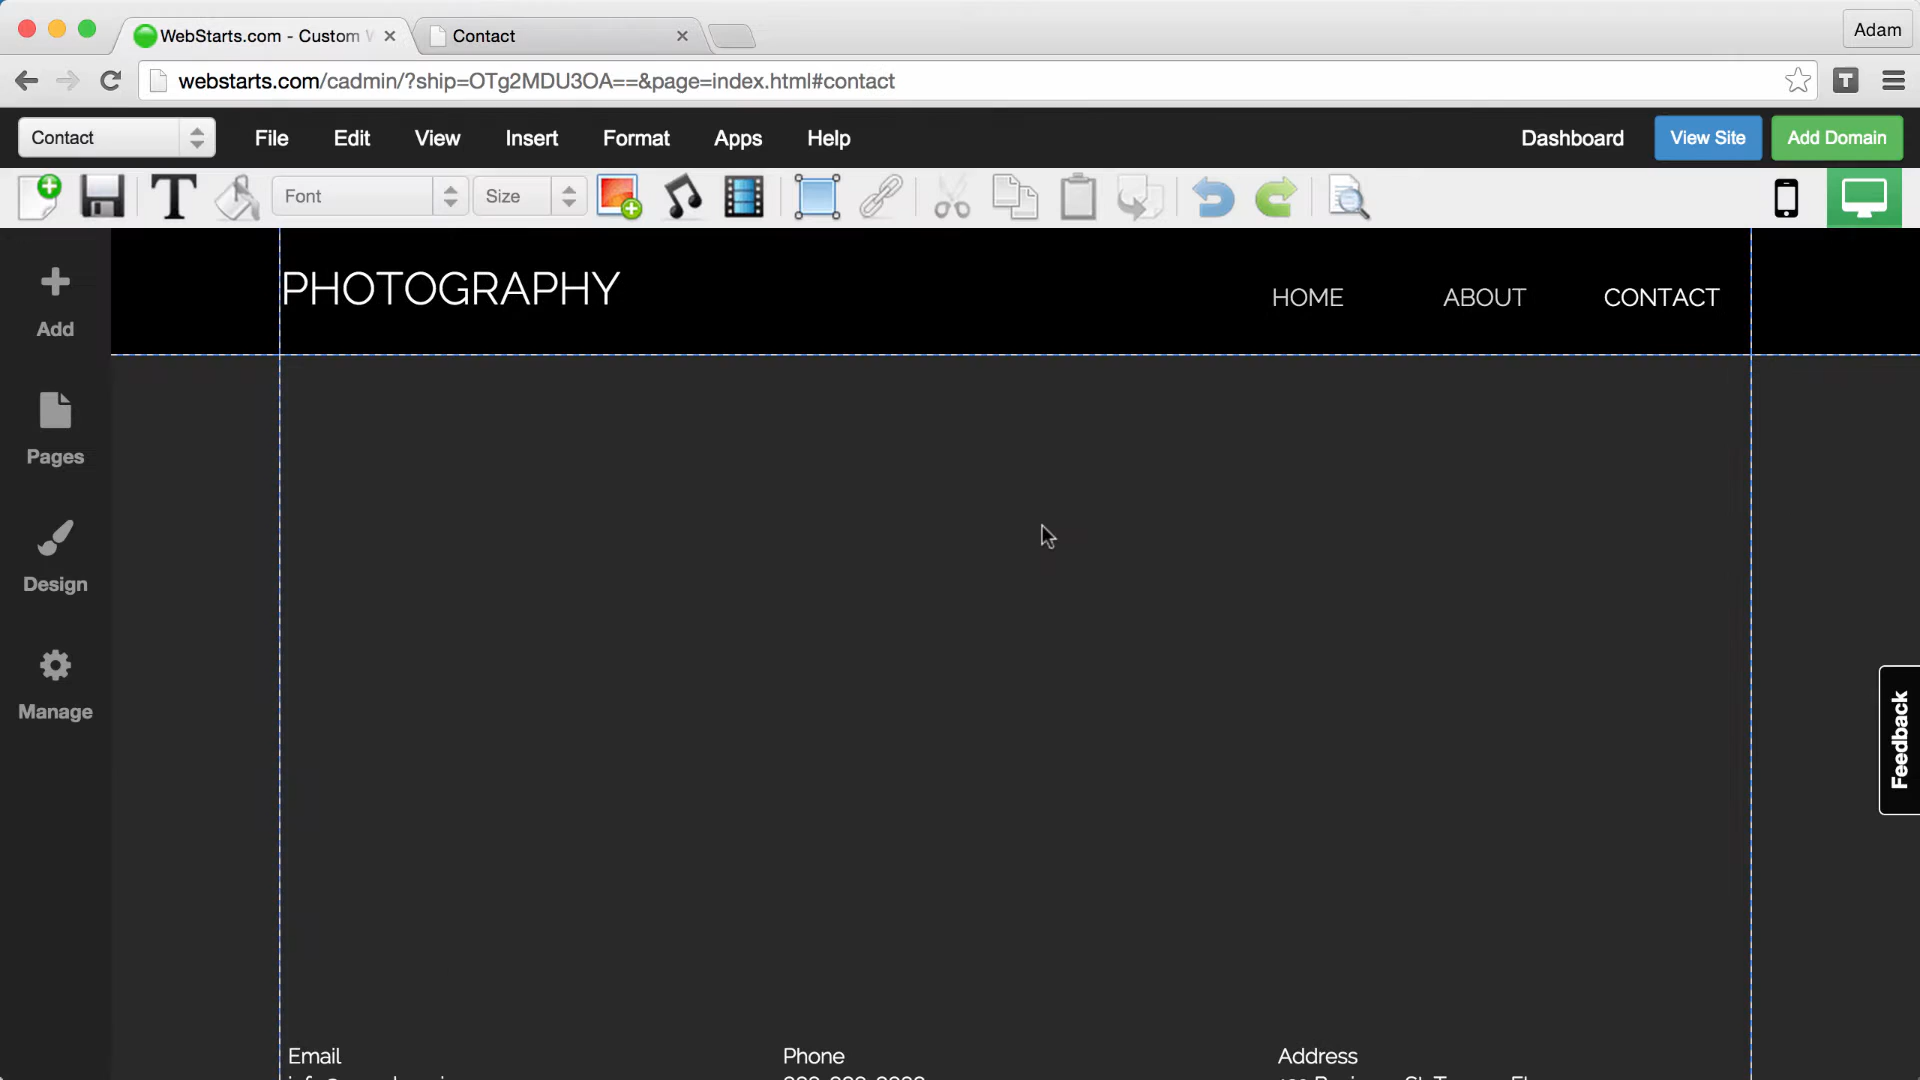 WebStarts.com - Custom
Contact
Adam
webstarts.com/cadmin/?ship=OTg2MDU3OA==&page=index.html#contact
Contact
File
Edit
View
Insert
Format
Apps
Help
Dashboard
View Site
Add Domain
T
Font
Size
T
Add
Pages
Design
Manage
PHOTOGRAPHY
HOME
ABOUT
CONTACT
Feedback
Email
Phone
Address